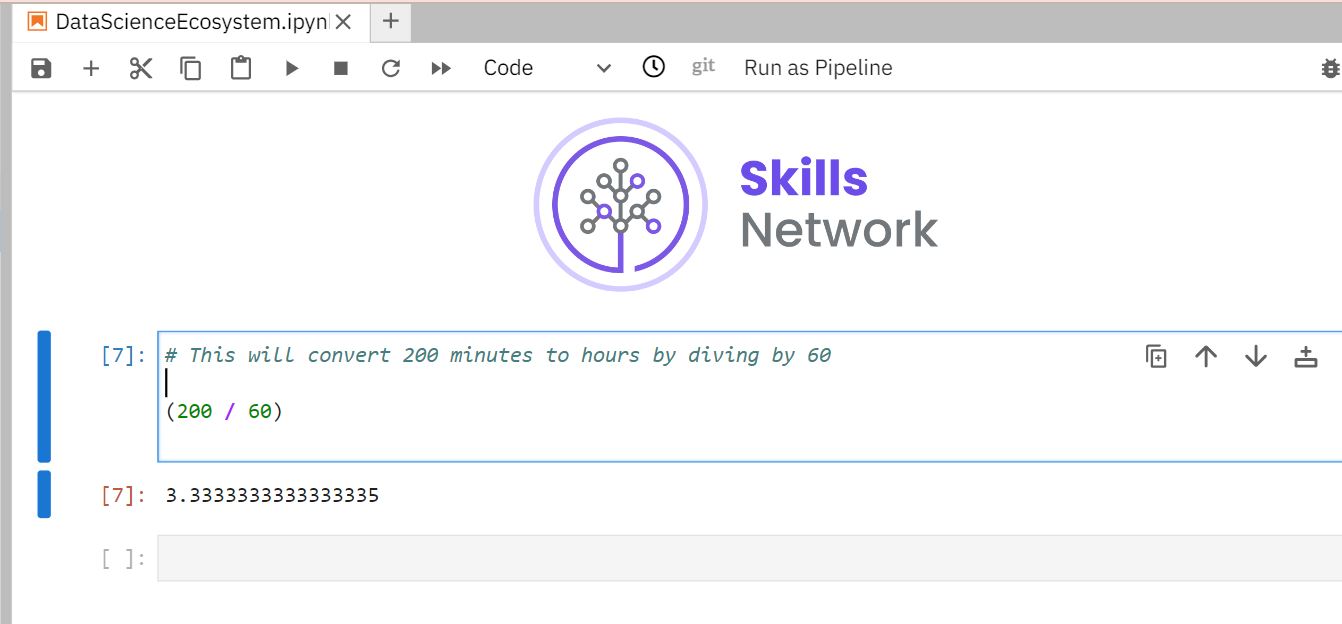 DataScienceEcosystem.ipyn
Code git Run as Pipeline
Skills
Network
[7]: # This will convert 200 minutes to hours by diving by 60
(200 / 60)
[7]: 3.3333333333333335
[ ]: